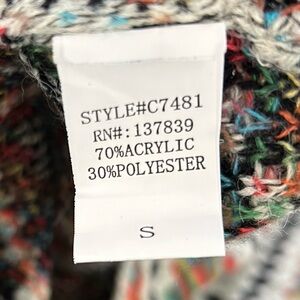 STYLE#C7481
RN#:137839
70%ACRYLIC
30%POLYESTER
S